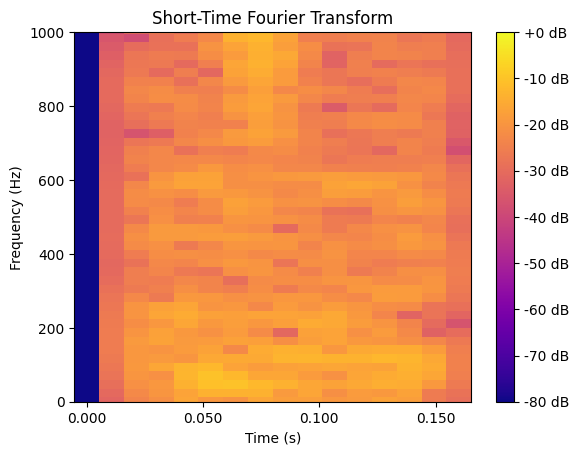 Short-Time Fourier Transform
1000
800
600
400
200
0
Frequency (Hz)
0.000
0.050
0.100
0.150
Time (s)
+0 dB
-10 dB
-20 dB
-30 dB
-40 dB
-50 dB
-60 dB
-70 dB
-80 dB